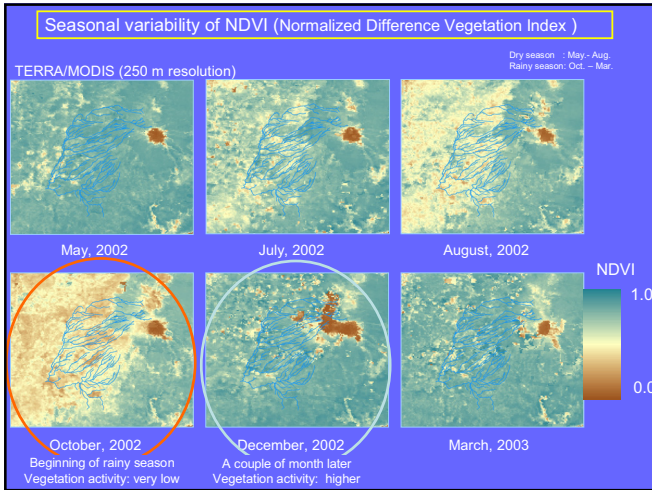 Seasonal variability of NDVI (Normalized Difference Vegetation Index )
Dry season : May.- Aug.
Rainy season: Oct. – Mar.
TERRA/MODIS (250 m resolution)
May, 2002
July, 2002
August, 2002
NDVI
1.0
0.0
October, 2002
December, 2002
March, 2003
Beginning of rainy season
Vegetation activity: very low
A couple of month later
Vegetation activity: higher